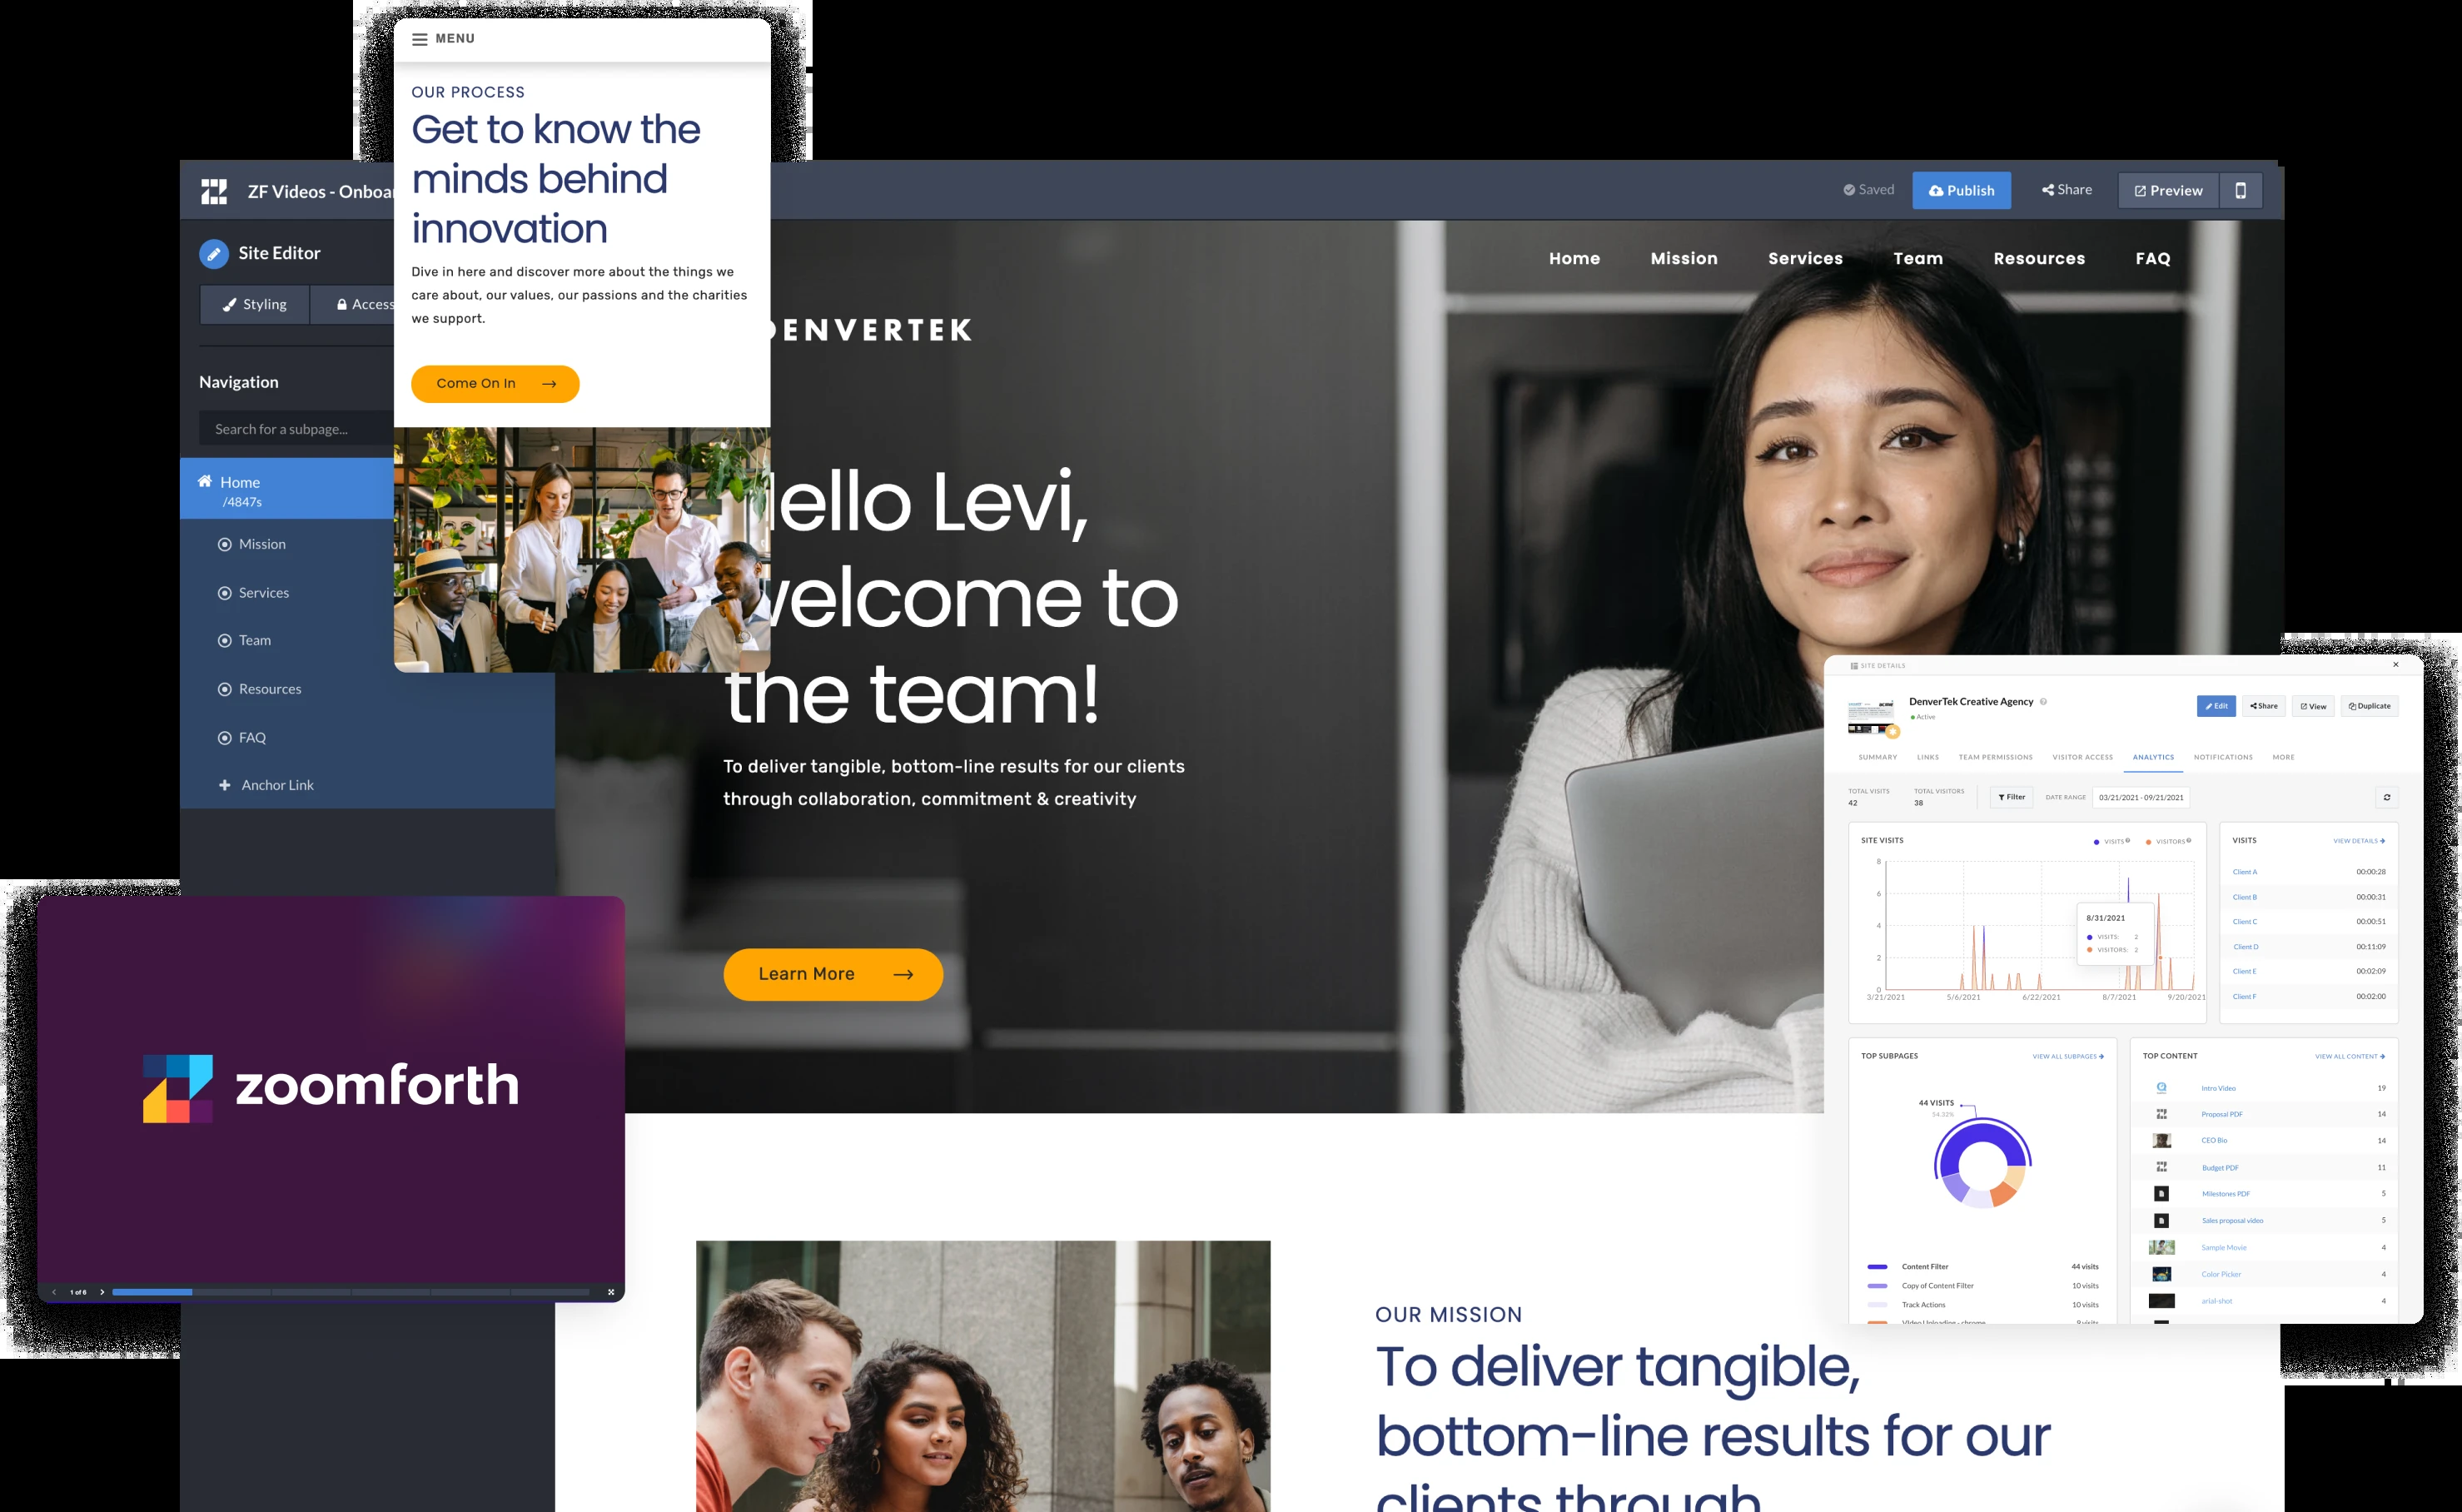 MENU
OUR PROCESS
Get to know the
minds behind
innovation
Dive in here and discover more about the things we
care about, our values, our passions and the charities
we support.
Come On In
ZF Videos -
Saved
Publish
Share
Preview
Site Editor
Styling
Access
Navigation
Search for a subpage...
Home
/4847s
Mission
Services
Team
Resources
FAQ
Anchor Link
Home Mission Services Team Resources FAQ
ENVERTEK
ello Levi,
elcome to
the team!
To deliver tangible, bottom-line results for our clients
through collaboration, commitment & creativity
Learn More
zoomforth
1 of 6
SITE DETAILS
DenverTek Creative Agency
Active
Edit Share View Duplicate
SUMMARY LINKS TEAM PERMISSIONS VISITOR ACCESS ANALYTICS NOTIFICATIONS MORE
TOTAL VISITS
42
TOTAL VISITORS
38
Filter
DATE RANGE
03/21/2021 - 09/21/2021
SITE VISITS
VISITS
VISITORS
8
6
4
2
0
3/21/2021 5/6/2021 6/22/2021 8/7/2021 9/20/2021
8/31/2021
VISITS: 2
VISITORS: 2
VISITS
VIEW DETAILS
Client A 00:00:28
Client B 00:00:31
Client C 00:00:51
Client D 00:11:09
Client E 00:02:09
Client F 00:02:00
TOP SUBPAGES
VIEW ALL SUBPAGES
44 VISITS
54.32%
Content Filter 44 visits
Copy of Content Filter 10 visits
Track Actions 10 visits
Video Uploading - chrome 9 visits
TOP CONTENT
VIEW ALL CONTENT
Intro Video 19
Proposal PDF 14
CEO Bio 14
Budget PDF 11
Milestones PDF 5
Sales proposal video 5
Sample Movie 4
Color Picker 4
arial-shot 4
OUR MISSION
To deliver tangible,
bottom-line results for our
clients through